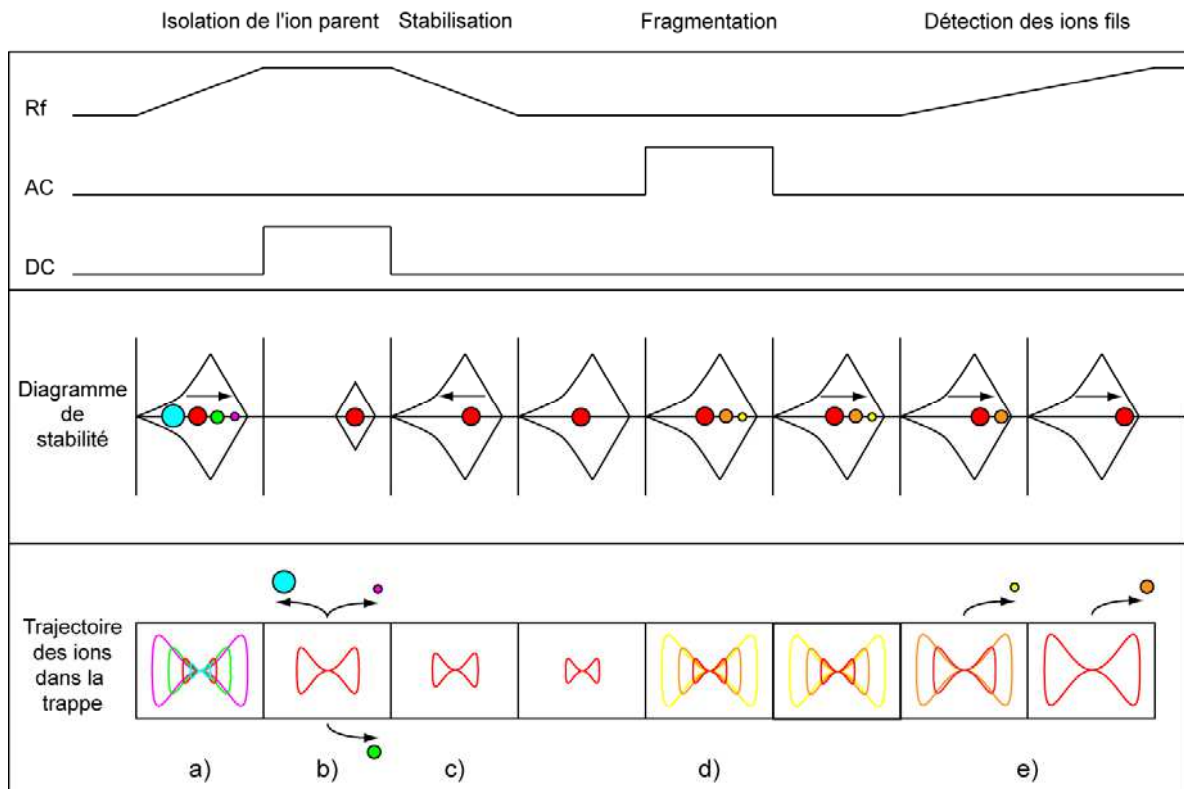 Isolation de l'ion parent
Stabilisation
Fragmentation
Détection des ions fils
Rf
AC
DC
Diagramme
de
stabilité
Trajectoire
des ions
dans la
trappe
a)
b)
c)
d)
e)